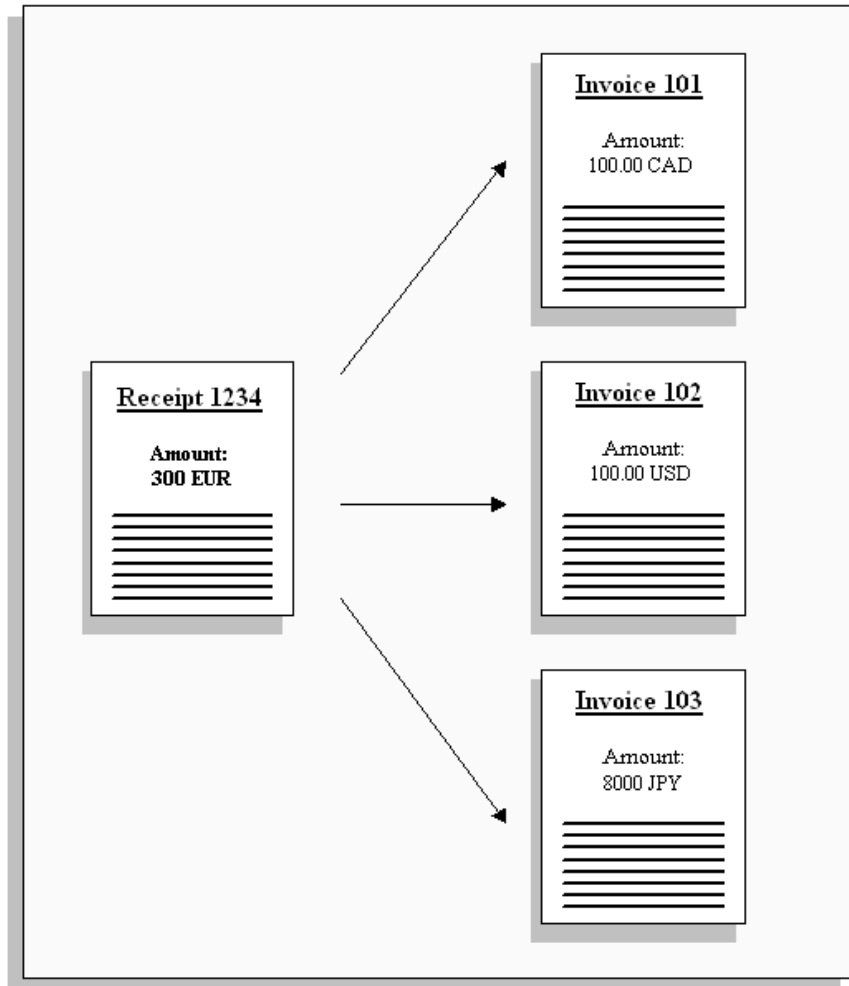 Invoice 101
Amount:
100.00 CAD
Receipt 1234
Amount:
300 EUR
Invoice 102
Amount:
100.00 USD
Invoice 103
Amount:
8000 JPY